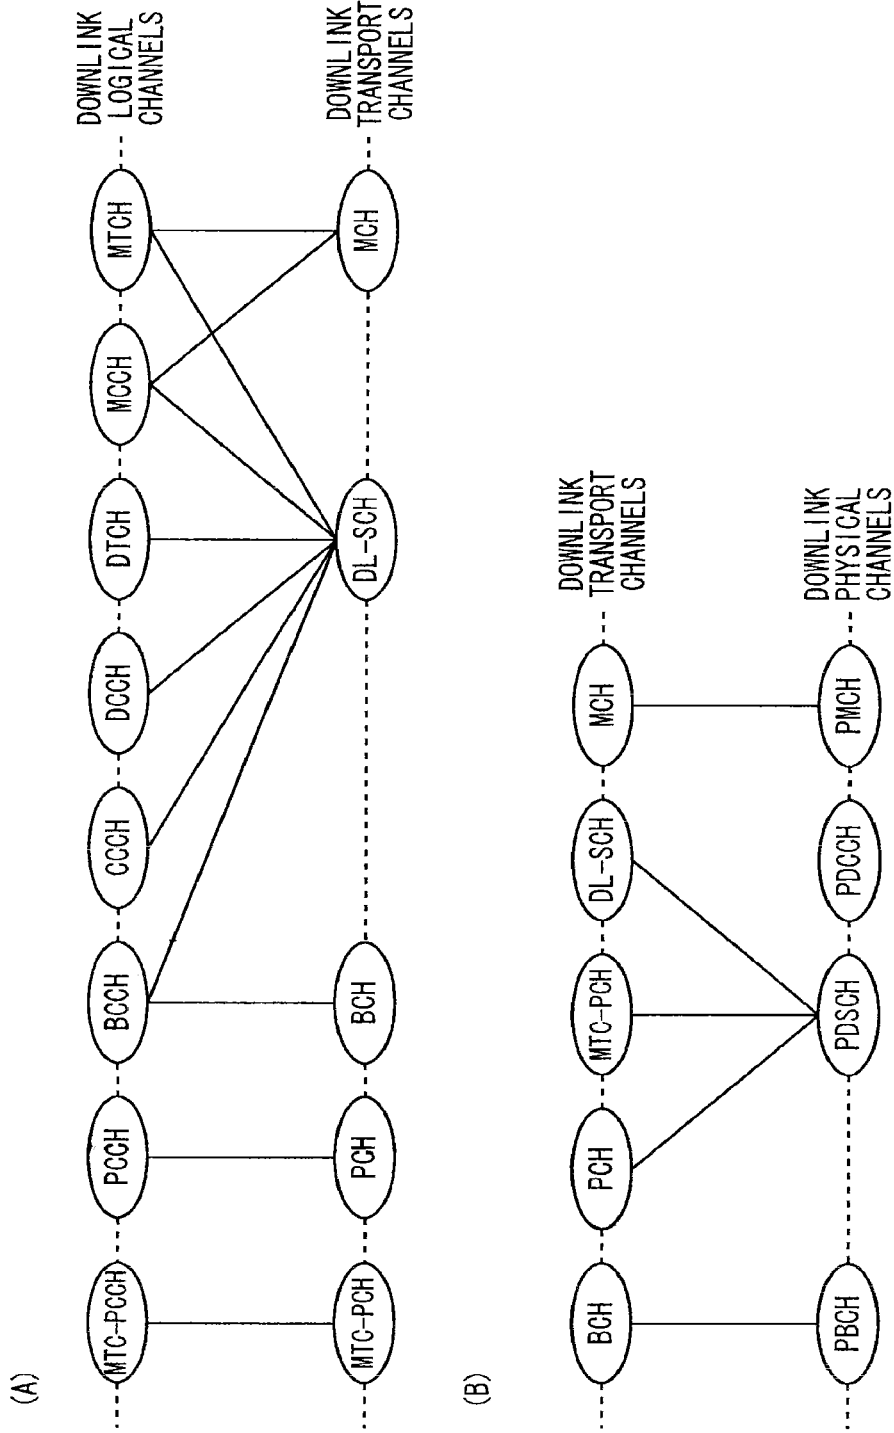 (A)
DOWNLINK
LOGICAL
CHANNELS
MTC-PCCH
PCCH
BCCH
CCCH
DCCH
DTCH
MCCH
MTCH
DOWNLINK
TRANSPORT
CHANNELS
MTC-PCH
PCH
BCH
DL-SCH
MCH
(B)
DOWNLINK
TRANSPORT
CHANNELS
BCH
PCH
MTC-PCH
DL-SCH
MCH
DOWNLINK
PHYSICAL
CHANNELS
PBCH
PDSCH
PDCCH
PMCH